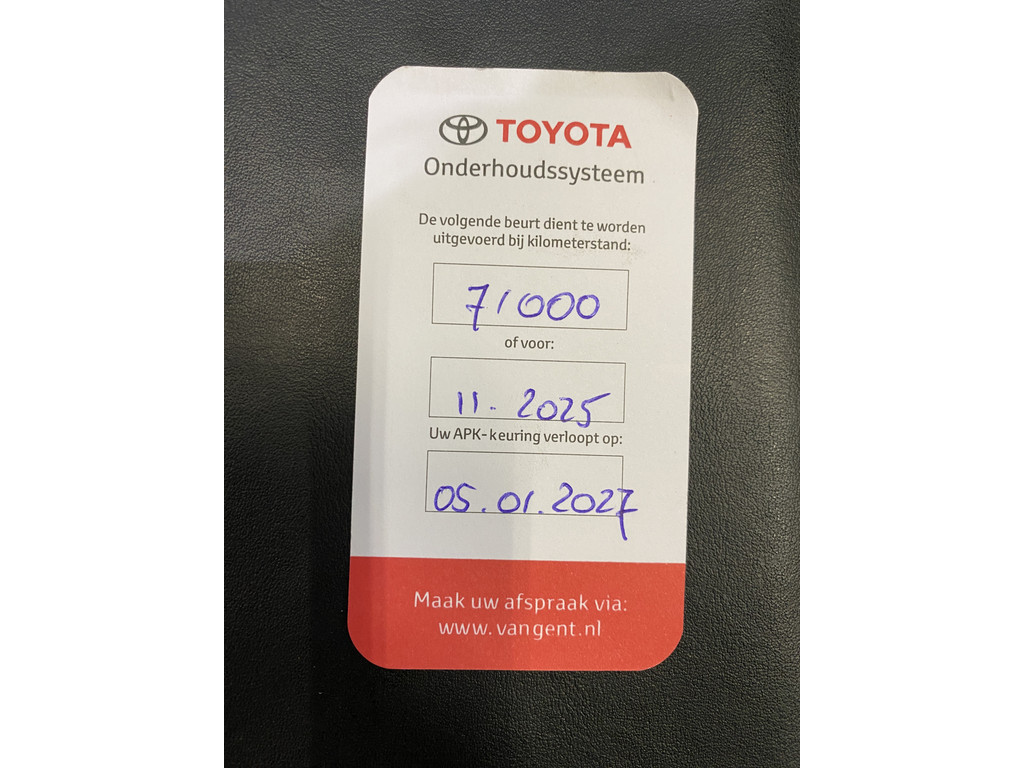 TOYOTA
Onderhoudssysteem
De volgende beurt dient te worden
uitgevoerd bij kilometerstand:
71000
of voor:
11. 2025
Uw APK-keuring verloopt op:
05.01.2027
Maak uw afspraak via:
www.vangent.nl